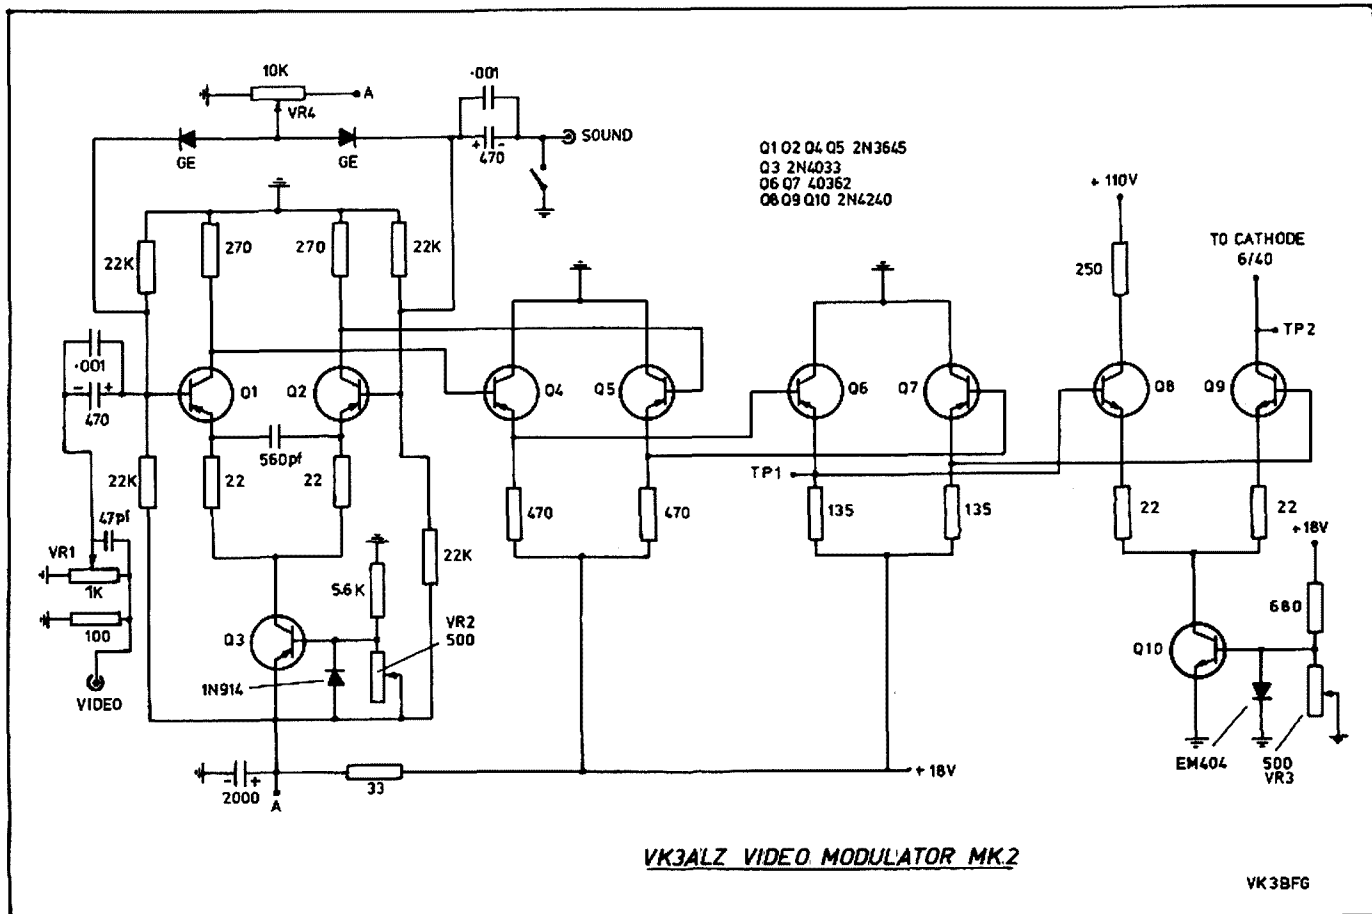 10K
A
VR4
.001
GE
GE
+ 470 -
SOUND
Q1 Q2 Q4 Q5 2N3645
Q3 2N4033
Q6 Q7 40362
Q8 Q9 Q10 2N4240
+ 110V
TO CATHODE
6/40
22K
270
270
22K
250
TP2
.001
- +
470
Q1
Q2
Q4
Q5
Q6
Q7
Q8
Q9
560pf
22K
22
22
TP1
470
470
135
135
22
22
+18V
47pf
VR1
1K
100
VIDEO
5.6K
22K
VR2
500
Q3
1N914
680
Q10
EM404
500
VR3
- +
2000
A
33
+ 18V
VK3ALZ VIDEO MODULATOR MK.2
VK3BFG